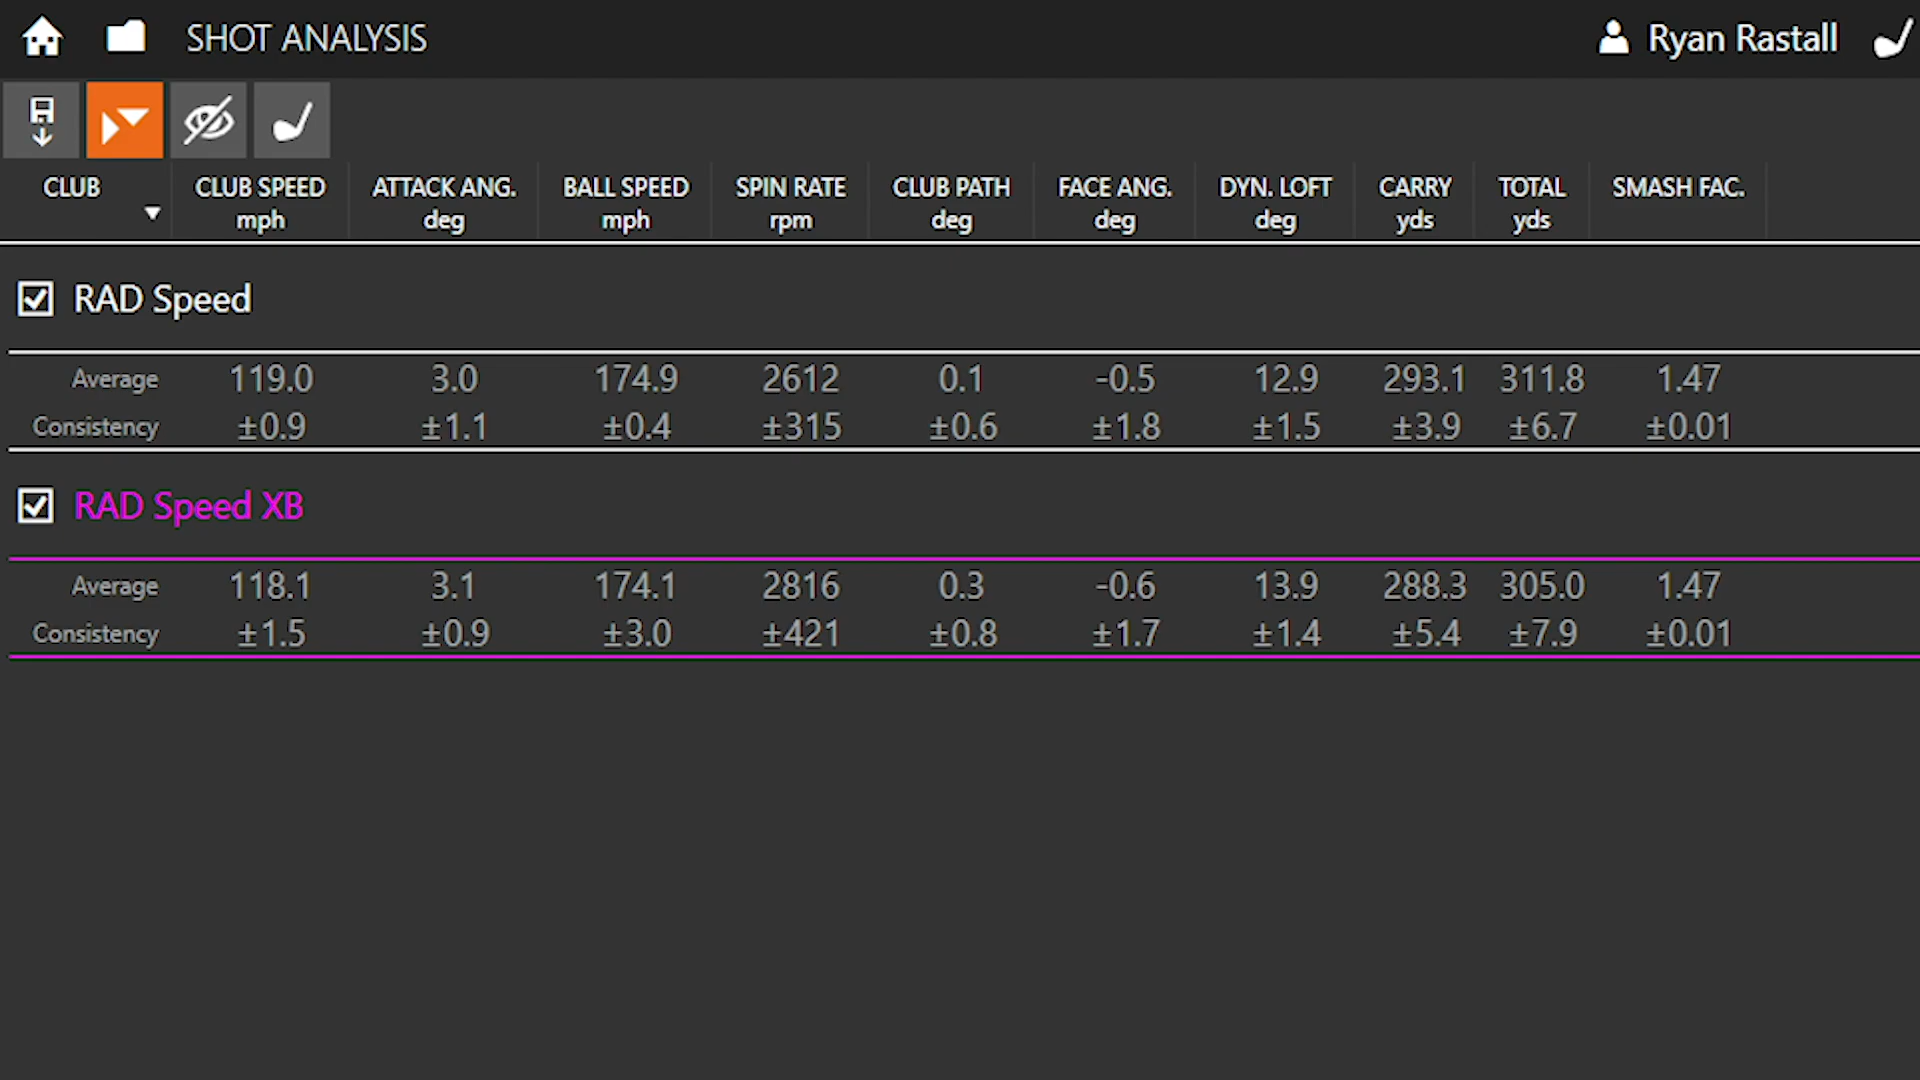 SHOT ANALYSIS Ryan Rastall
CLUB CLUB SPEED ATTACK ANG. BALL SPEED SPIN RATE CLUB PATH FACE ANG. DYN. LOFT CARRY TOTAL SMASH FAC.
mph deg mph rpm deg deg deg yds yds
RAD Speed
Average 119.0 3.0 174.9 2612 0.1 -0.5 12.9 293.1 311.8 1.47
Consistency ±0.9 ±1.1 ±0.4 ±315 ±0.6 ±1.8 ±1.5 ±3.9 ±6.7 ±0.01
RAD Speed XB
Average 118.1 3.1 174.1 2816 0.3 -0.6 13.9 288.3 305.0 1.47
Consistency ±1.5 ±0.9 ±3.0 ±421 ±0.8 ±1.7 ±1.4 ±5.4 ±7.9 ±0.01